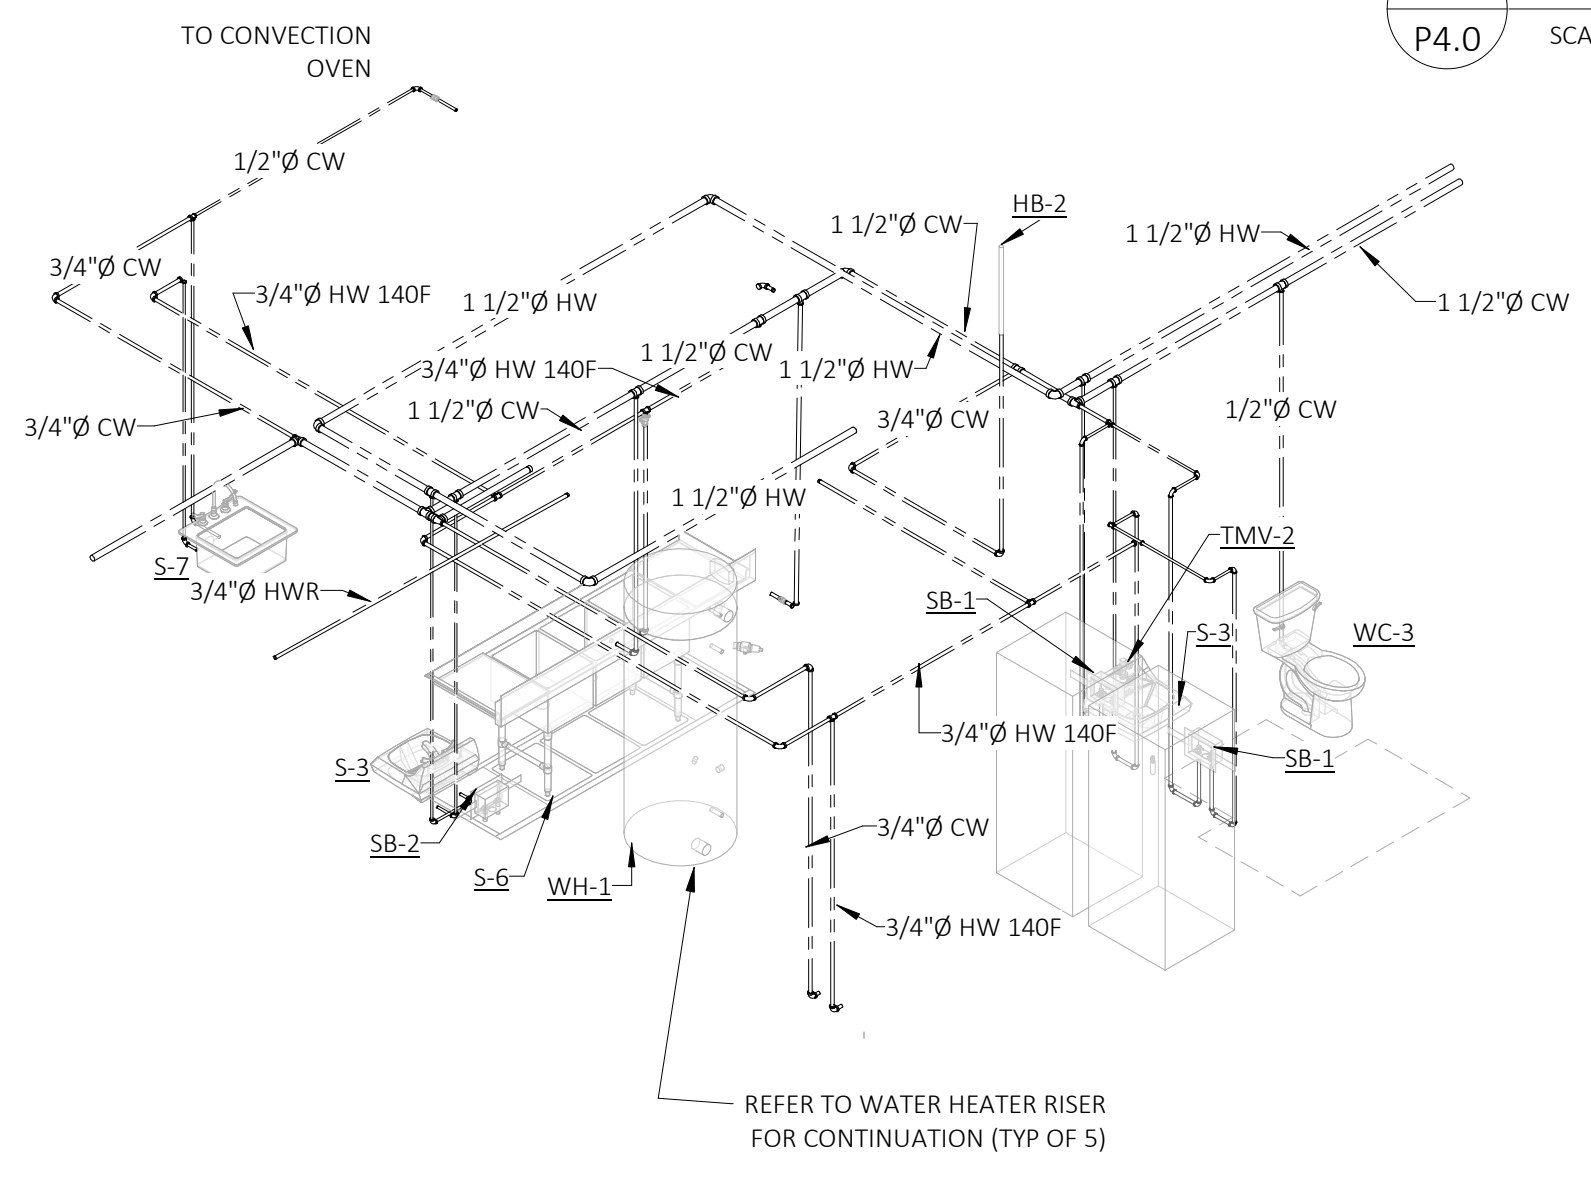 P4.0
SCA
TO CONVECTION
OVEN
1/2"Ø CW
HB-2
1 1/2"Ø CW
1 1/2"Ø HW
3/4"Ø CW
3/4"Ø HW 140F
1 1/2"Ø HW
1 1/2"Ø CW
1 1/2"Ø CW
3/4"Ø HW 140F
1 1/2"Ø HW
1 1/2"Ø CW
3/4"Ø CW
1/2"Ø CW
3/4"Ø CW
1 1/2"Ø HW
TMV-2
S-7
3/4"Ø HWR
SB-1
S-3
WC-3
3/4"Ø HW 140F
SB-1
S-3
3/4"Ø CW
SB-2
S-6
WH-1
3/4"Ø HW 140F
REFER TO WATER HEATER RISER
FOR CONTINUATION (TYP OF 5)